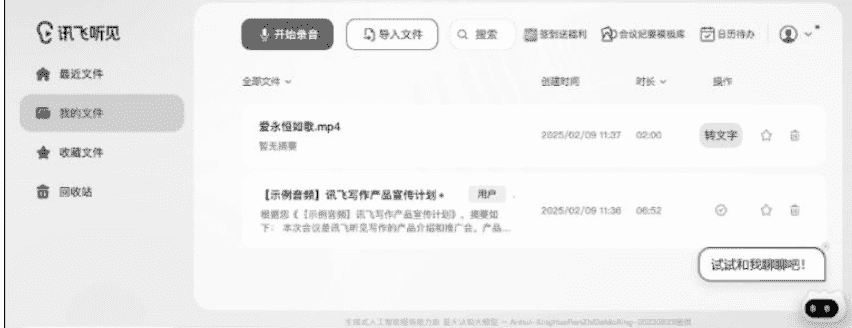 讯飞听见
开始录音 导入文件 搜索 签到送福利 会议纪要模板库 日历待办
最近文件
我的文件
收藏文件
回收站
全部文件 创建时间 时长 操作
爱永恒如歌.mp4
暂无摘要
2025/02/09 11:37 02:00 转文字
【示例音频】讯飞写作产品宣传计划 用户
根据您《【示例音频】讯飞写作产品宣传计划》，摘要如
下： 本次会议是讯飞听见写作的产品介绍和推广会。产品...
2025/02/09 11:36 06:52
试试和我聊聊吧！